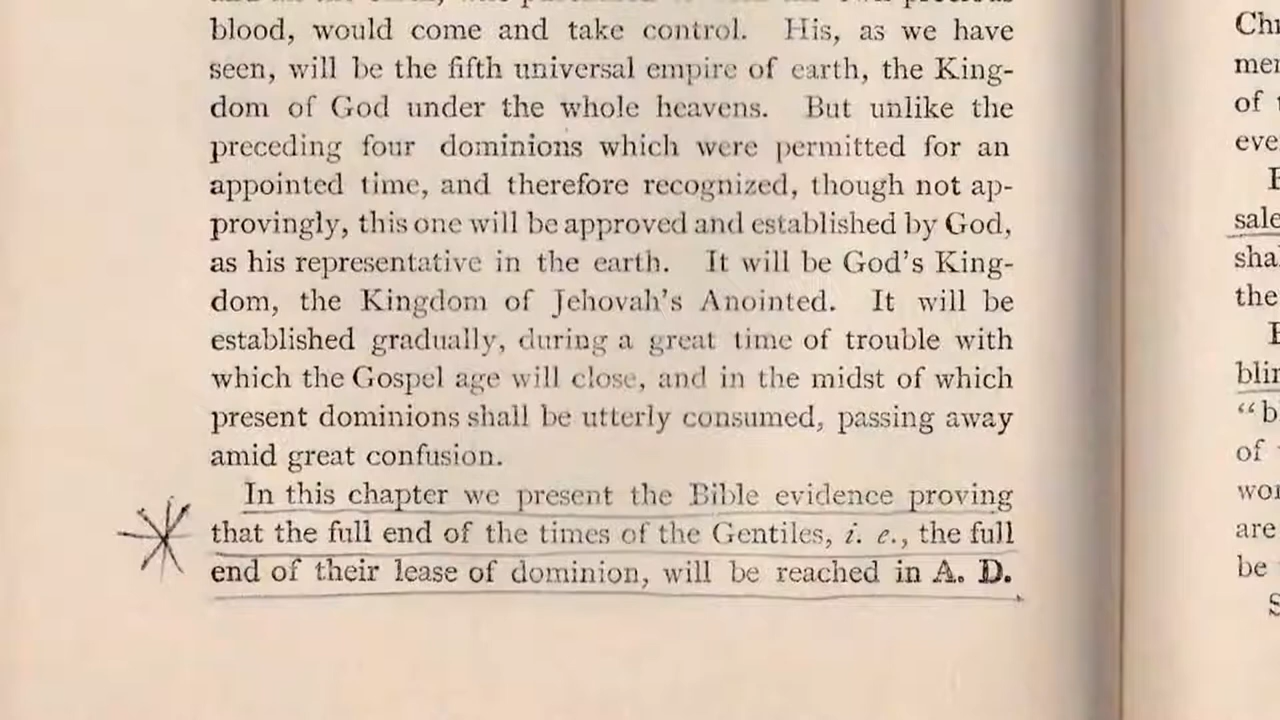 blood, would come and take control. His, as we have
seen, will be the fifth universal empire of earth, the King-
dom of God under the whole heavens. But unlike the
preceding four dominions which were permitted for an
appointed time, and therefore recognized, though not ap-
provingly, this one will be approved and established by God,
as his representative in the earth. It will be God's King-
dom, the Kingdom of Jehovah's Anointed. It will be
established gradually, during a great time of trouble with
which the Gospel age will close, and in the midst of which
present dominions shall be utterly consumed, passing away
amid great confusion.
In this chapter we present the Bible evidence proving
that the full end of the times of the Gentiles, i. e., the full
end of their lease of dominion, will be reached in A. D.
of
sale
the
"b
of
are
be